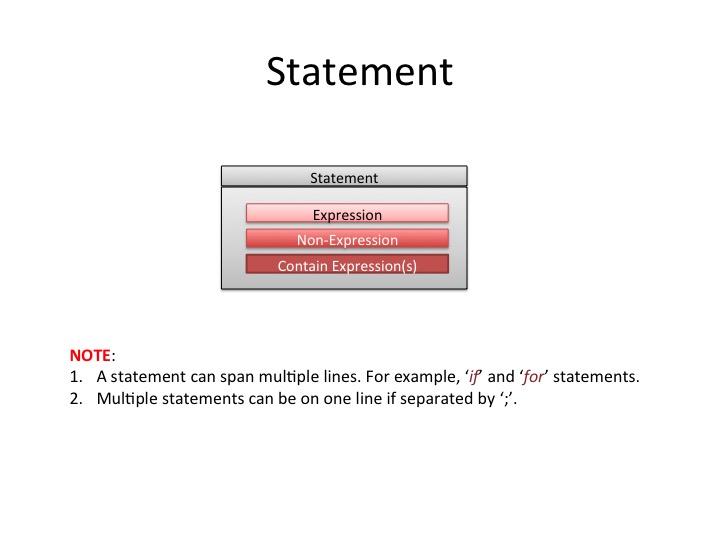 Statement
Statement
Expression
Non-Expression
Contain Expression(s)
NOTE:
1. A statement can span multiple lines. For example, ‘if’ and ‘for’ statements.
2. Multiple statements can be on one line if separated by ‘;’.